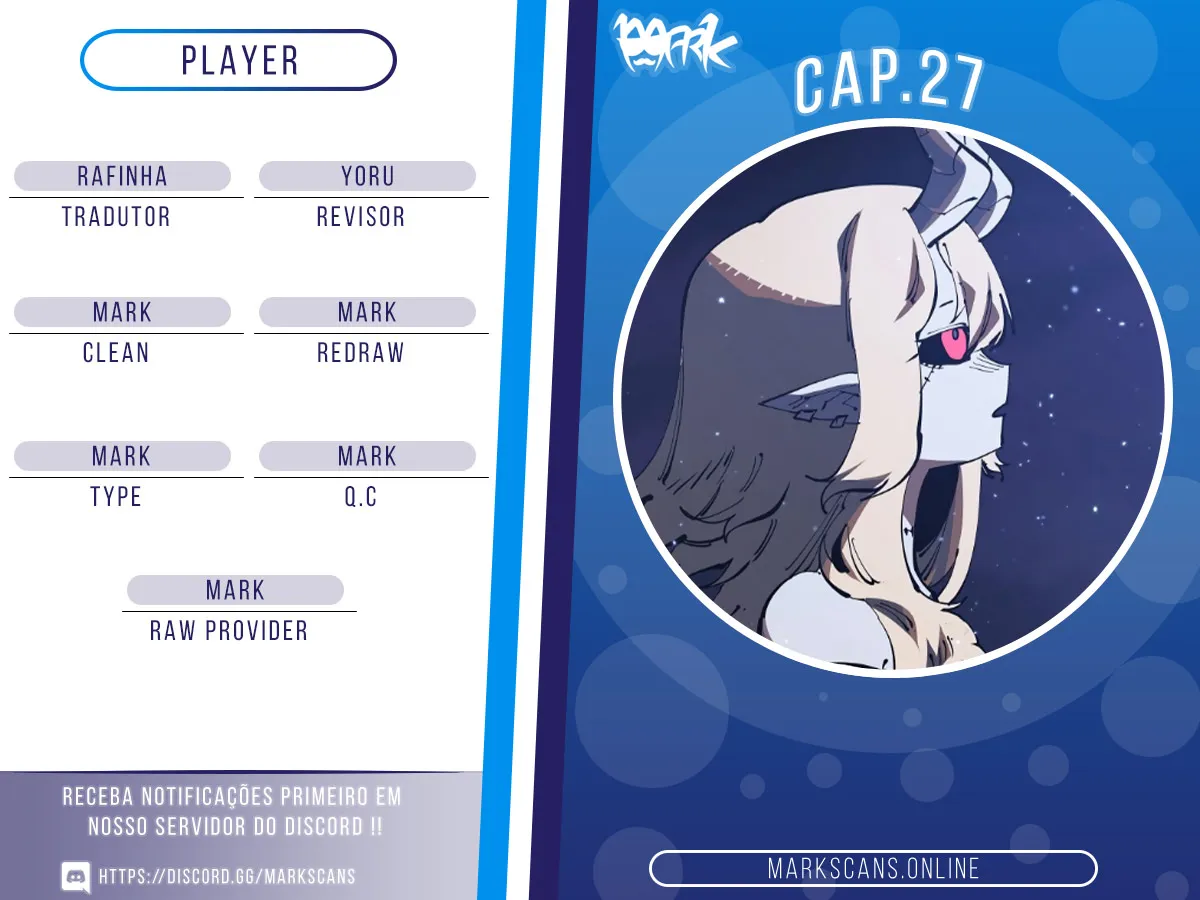 PLAYER
RAFINHA
TRADUTOR
YORU
REVISOR
MARK
CLEAN
MARK
REDRAW
MARK
TYPE
MARK
Q.C
MARK
RAW PROVIDER
RECEBA NOTIFICAÇÕES PRIMEIRO EM
NOSSO SERVIDOR DO DISCORD !!
HTTPS://DISCORD.GG/MARKSCANS
MARK
CAP.27
MARKSCANS.ONLINE